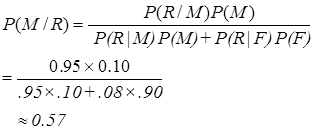 P(M/R) = P(R/M)P(M) / P(R|M)P(M)+P(R|F)P(F)
= 0.95×0.10 / .95×.10+.08×.90
≈ 0.57